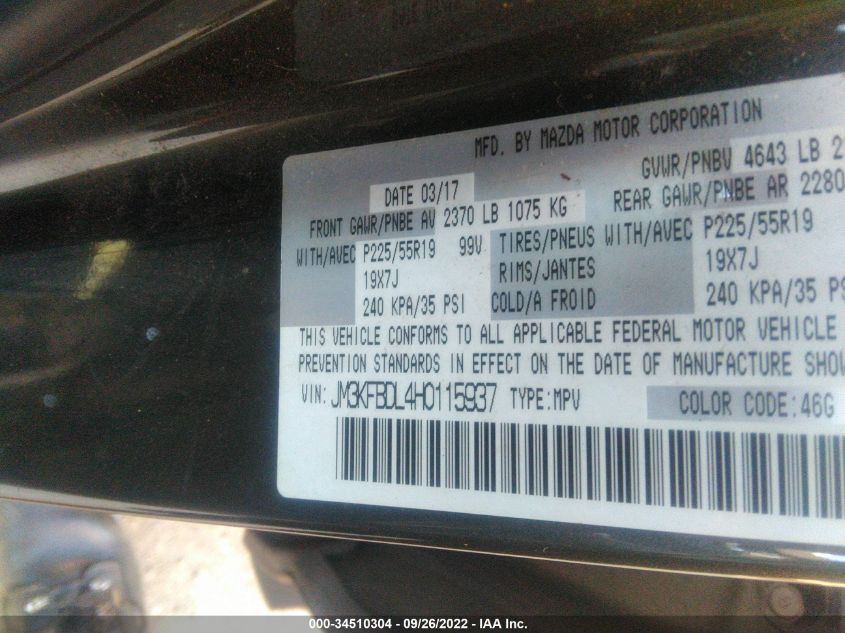 MFD. BY MAZDA MOTOR CORPORATION
DATE 03/17 GVWR/PNBV 4643 LB 2
FRONT GAWR/PNBE AV 2370 LB 1075 KG REAR GAWR/PNBE AR 2280
WITH/AVEC P225/55R19 99V TIRES/PNEUS WITH/AVEC P225/55R19
19X7J RIMS/JANTES 19X7J
240 KPA/35 PSI COLD/A FROID 240 KPA/35 PS
THIS VEHICLE CONFORMS TO ALL APPLICABLE FEDERAL MOTOR VEHICLE
PREVENTION STANDARDS IN EFFECT ON THE DATE OF MANUFACTURE SHOW
VIN: JM3KFBDL4H0115937 TYPE:MPV COLOR CODE:46G
000-34510304 - 09/26/2022 - IAA Inc.